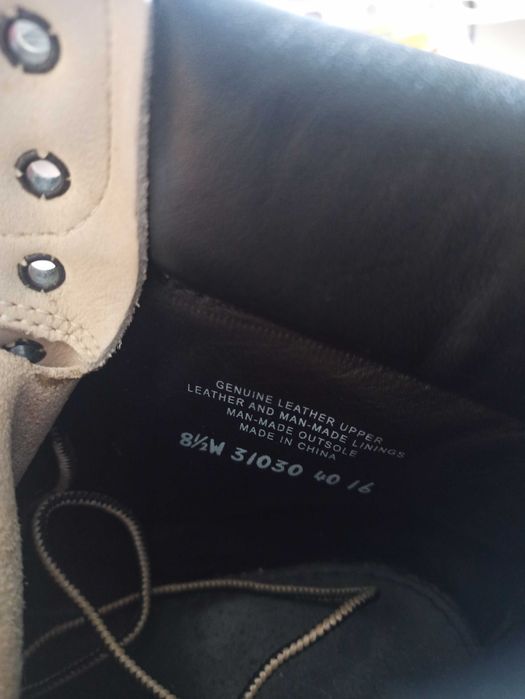 GENUINE LEATHER UPPER
LEATHER AND MAN-MADE LININGS
MAN-MADE OUTSOLE
MADE IN CHINA
8½W 31030 40 16